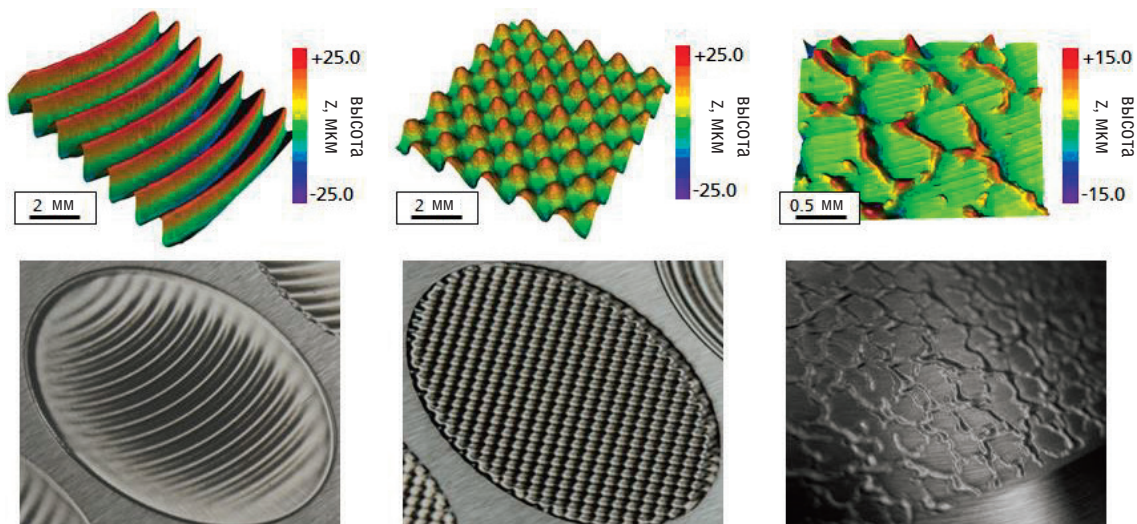 +25.0
высота
Z, мкм
-25.0
2 мм
+25.0
высота
Z, мкм
-25.0
2 мм
+15.0
высота
Z, мкм
-15.0
0.5 мм